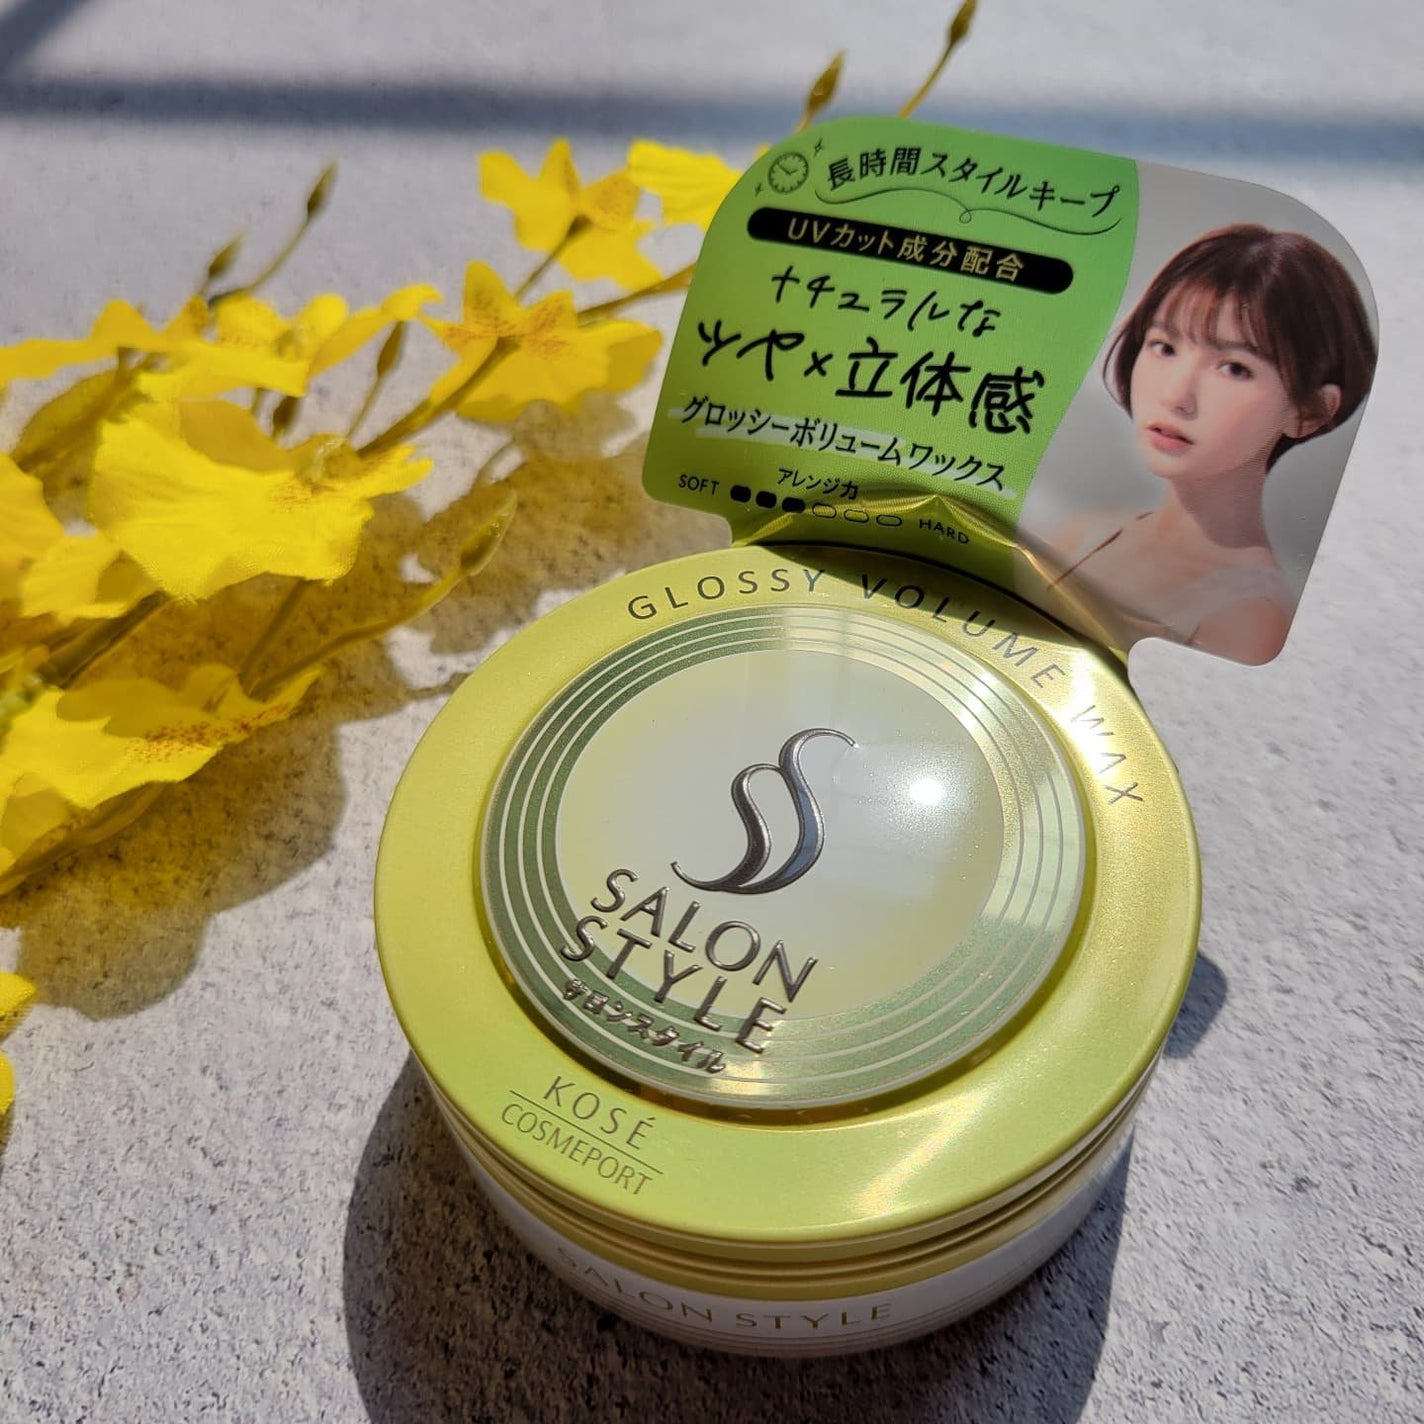 長時間スタイルキープ
UVカット成分配合
ナチュラルな
ツヤ×立体感
グロッシーボリュームワックス
アレンジ力
SOFT HARD
GLOSSY VOLUME WAX
SALON
STYLE
サロンスタイル
KOSÉ
COSMEPORT
SALON STYLE